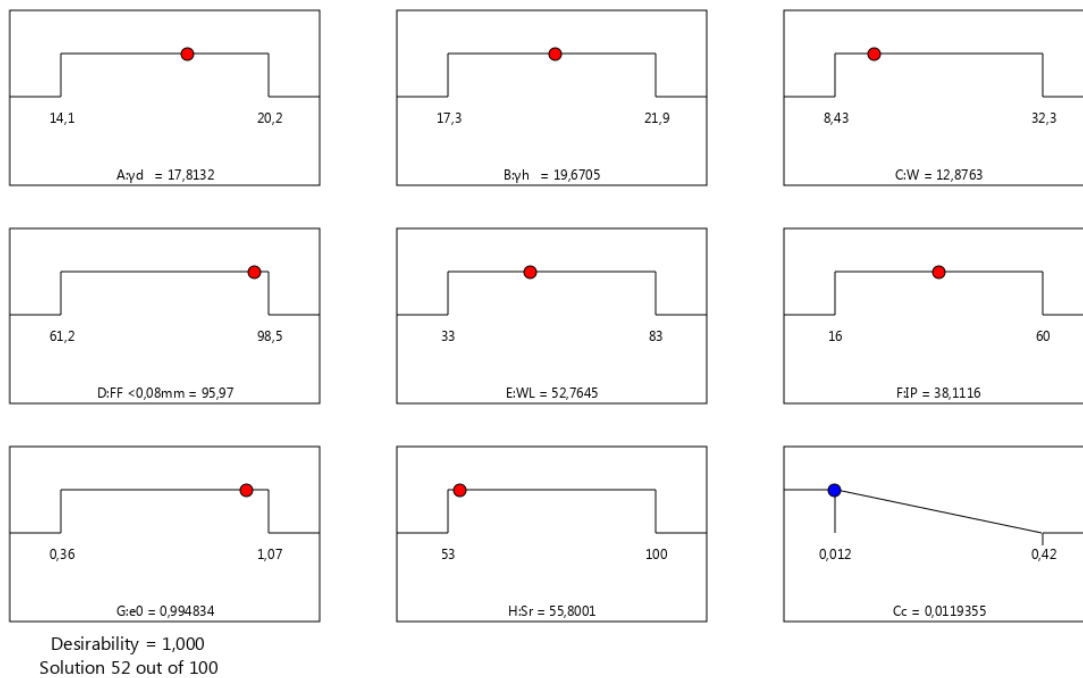 14,1 20,2
A:γd = 17,8132
17,3 21,9
B:γh = 19,6705
8,43 32,3
C:W = 12,8763
61,2 98,5
D:FF <0,08mm = 95,97
33 83
E:WL = 52,7645
16 60
F:IP = 38,1116
0,36 1,07
G:e0 = 0,994834
53 100
H:Sr = 55,8001
0,012 0,42
Cc = 0,0119355
Desirability = 1,000
Solution 52 out of 100